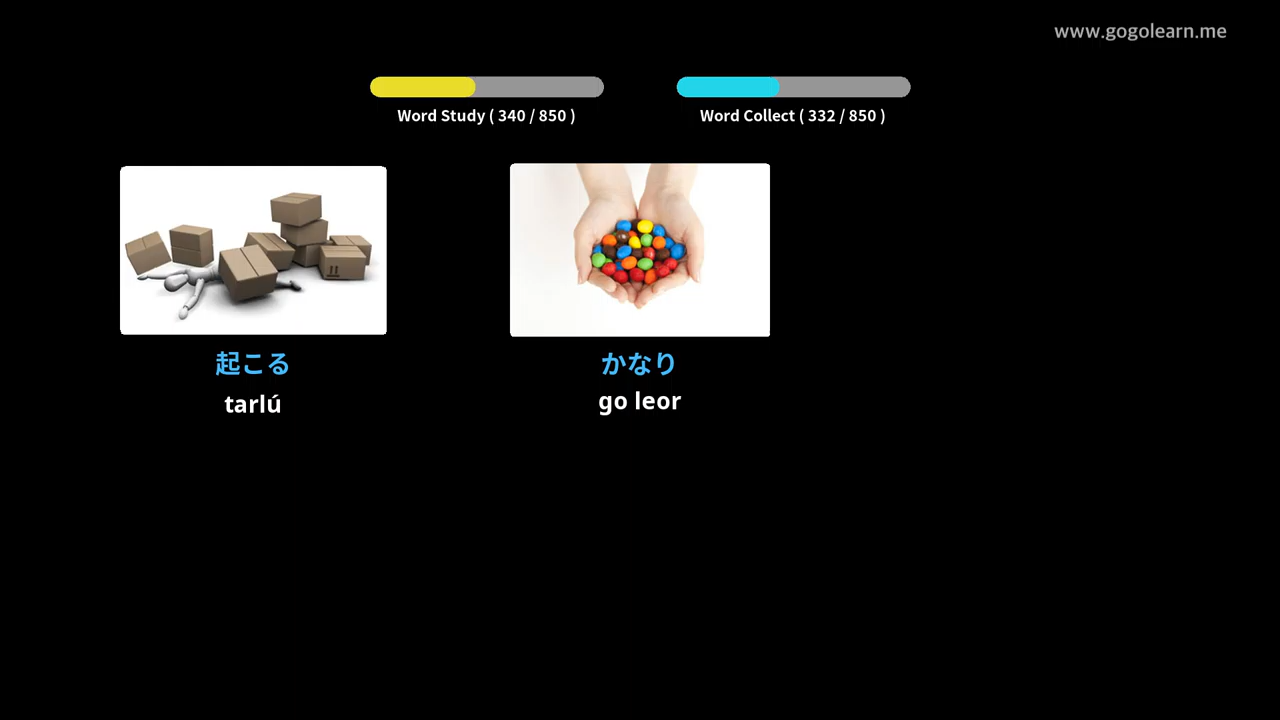 www.gogolearn.me
Word Study ( 340 / 850 )
Word Collect ( 332 / 850 )
起こる
tarlú
かなり
go leor